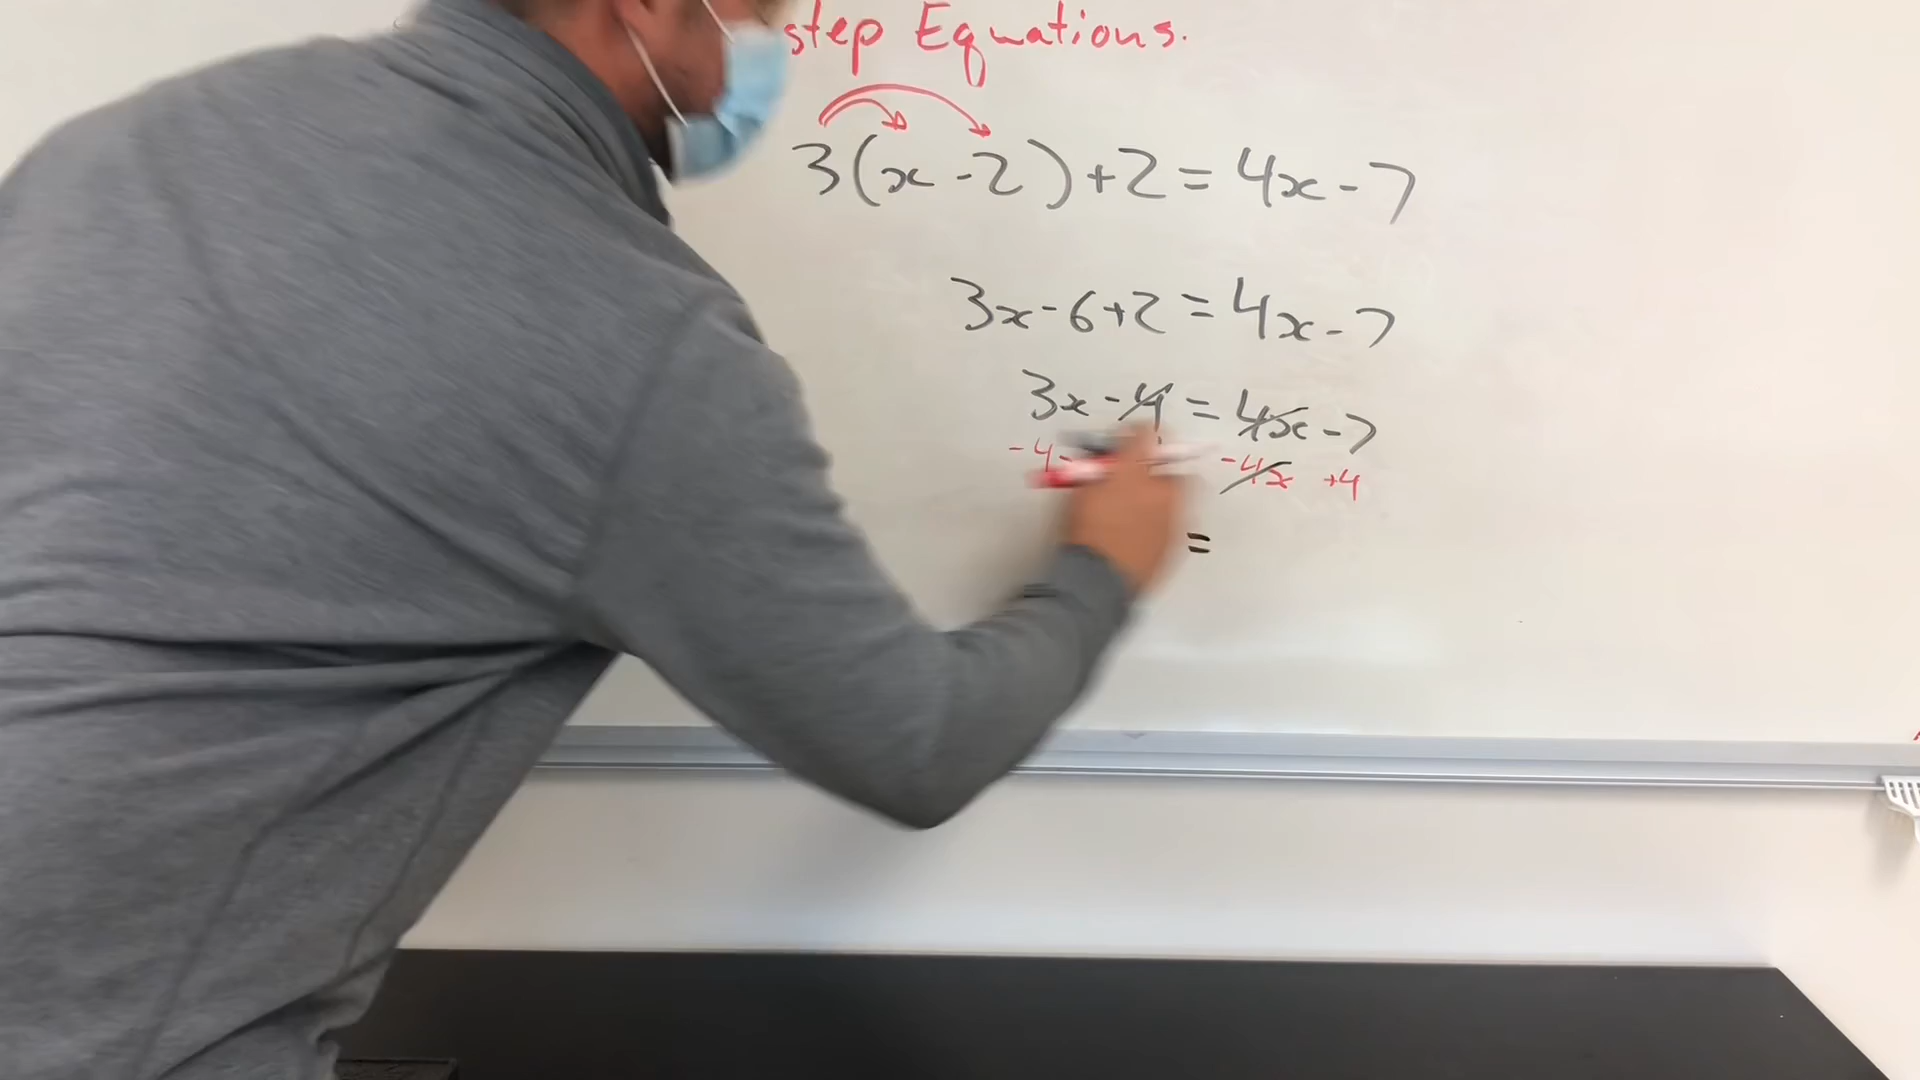 step Equations.
3(x-2)+2=4x-7
3x-6+2=4x-7
3x-4=4x-7
-4 -4x +4
=